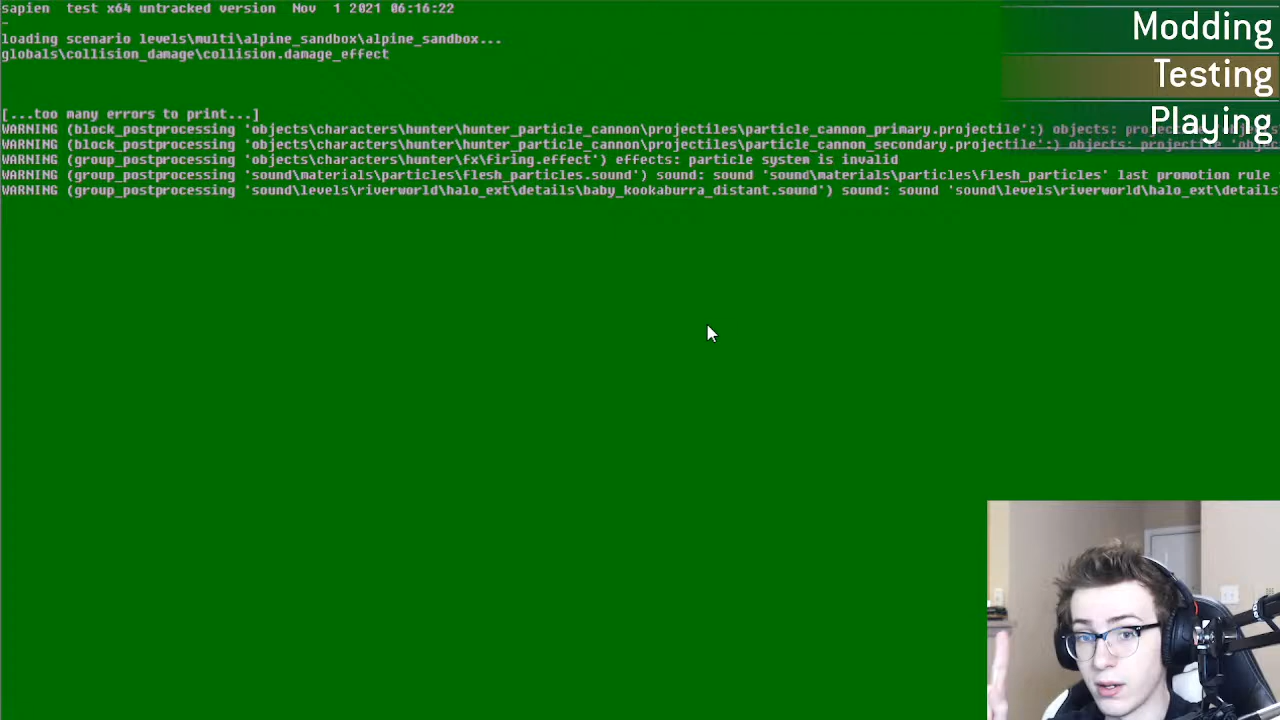 sapien  test x64 untracked version  Nov  1 2021 06:16:22
-
loading scenario levels\multi\alpine_sandbox\alpine_sandbox...
globals\collision_damage\collision.damage_effect
[...too many errors to print...]
WARNING (block_postprocessing 'objects\characters\hunter\hunter_particle_cannon\projectiles\particle_cannon_primary.projectile':) objects:
WARNING (block_postprocessing 'objects\characters\hunter\hunter_particle_cannon\projectiles\particle_cannon_secondary.projectile':) objects:
WARNING (group_postprocessing 'objects\characters\hunter\fx\firing.effect') effects: particle system is invalid
WARNING (group_postprocessing 'sound\materials\particles\flesh_particles.sound') sound: sound 'sound\materials\particles\flesh_particles' last promotion rule
WARNING (group_postprocessing 'sound\levels\riverworld\halo_ext\details\baby_kookaburra_distant.sound') sound: sound 'sound\levels\riverworld\halo_ext\details
Modding
Testing
Playing